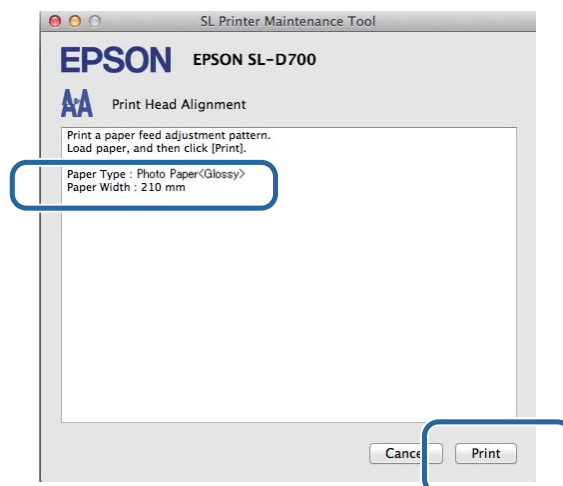 SL Printer Maintenance Tool
EPSON EPSON SL-D700
Print Head Alignment
Print a paper feed adjustment pattern.
Load paper, and then click [Print].
Paper Type : Photo Paper<Glossy>
Paper Width : 210 mm
Cancel Print